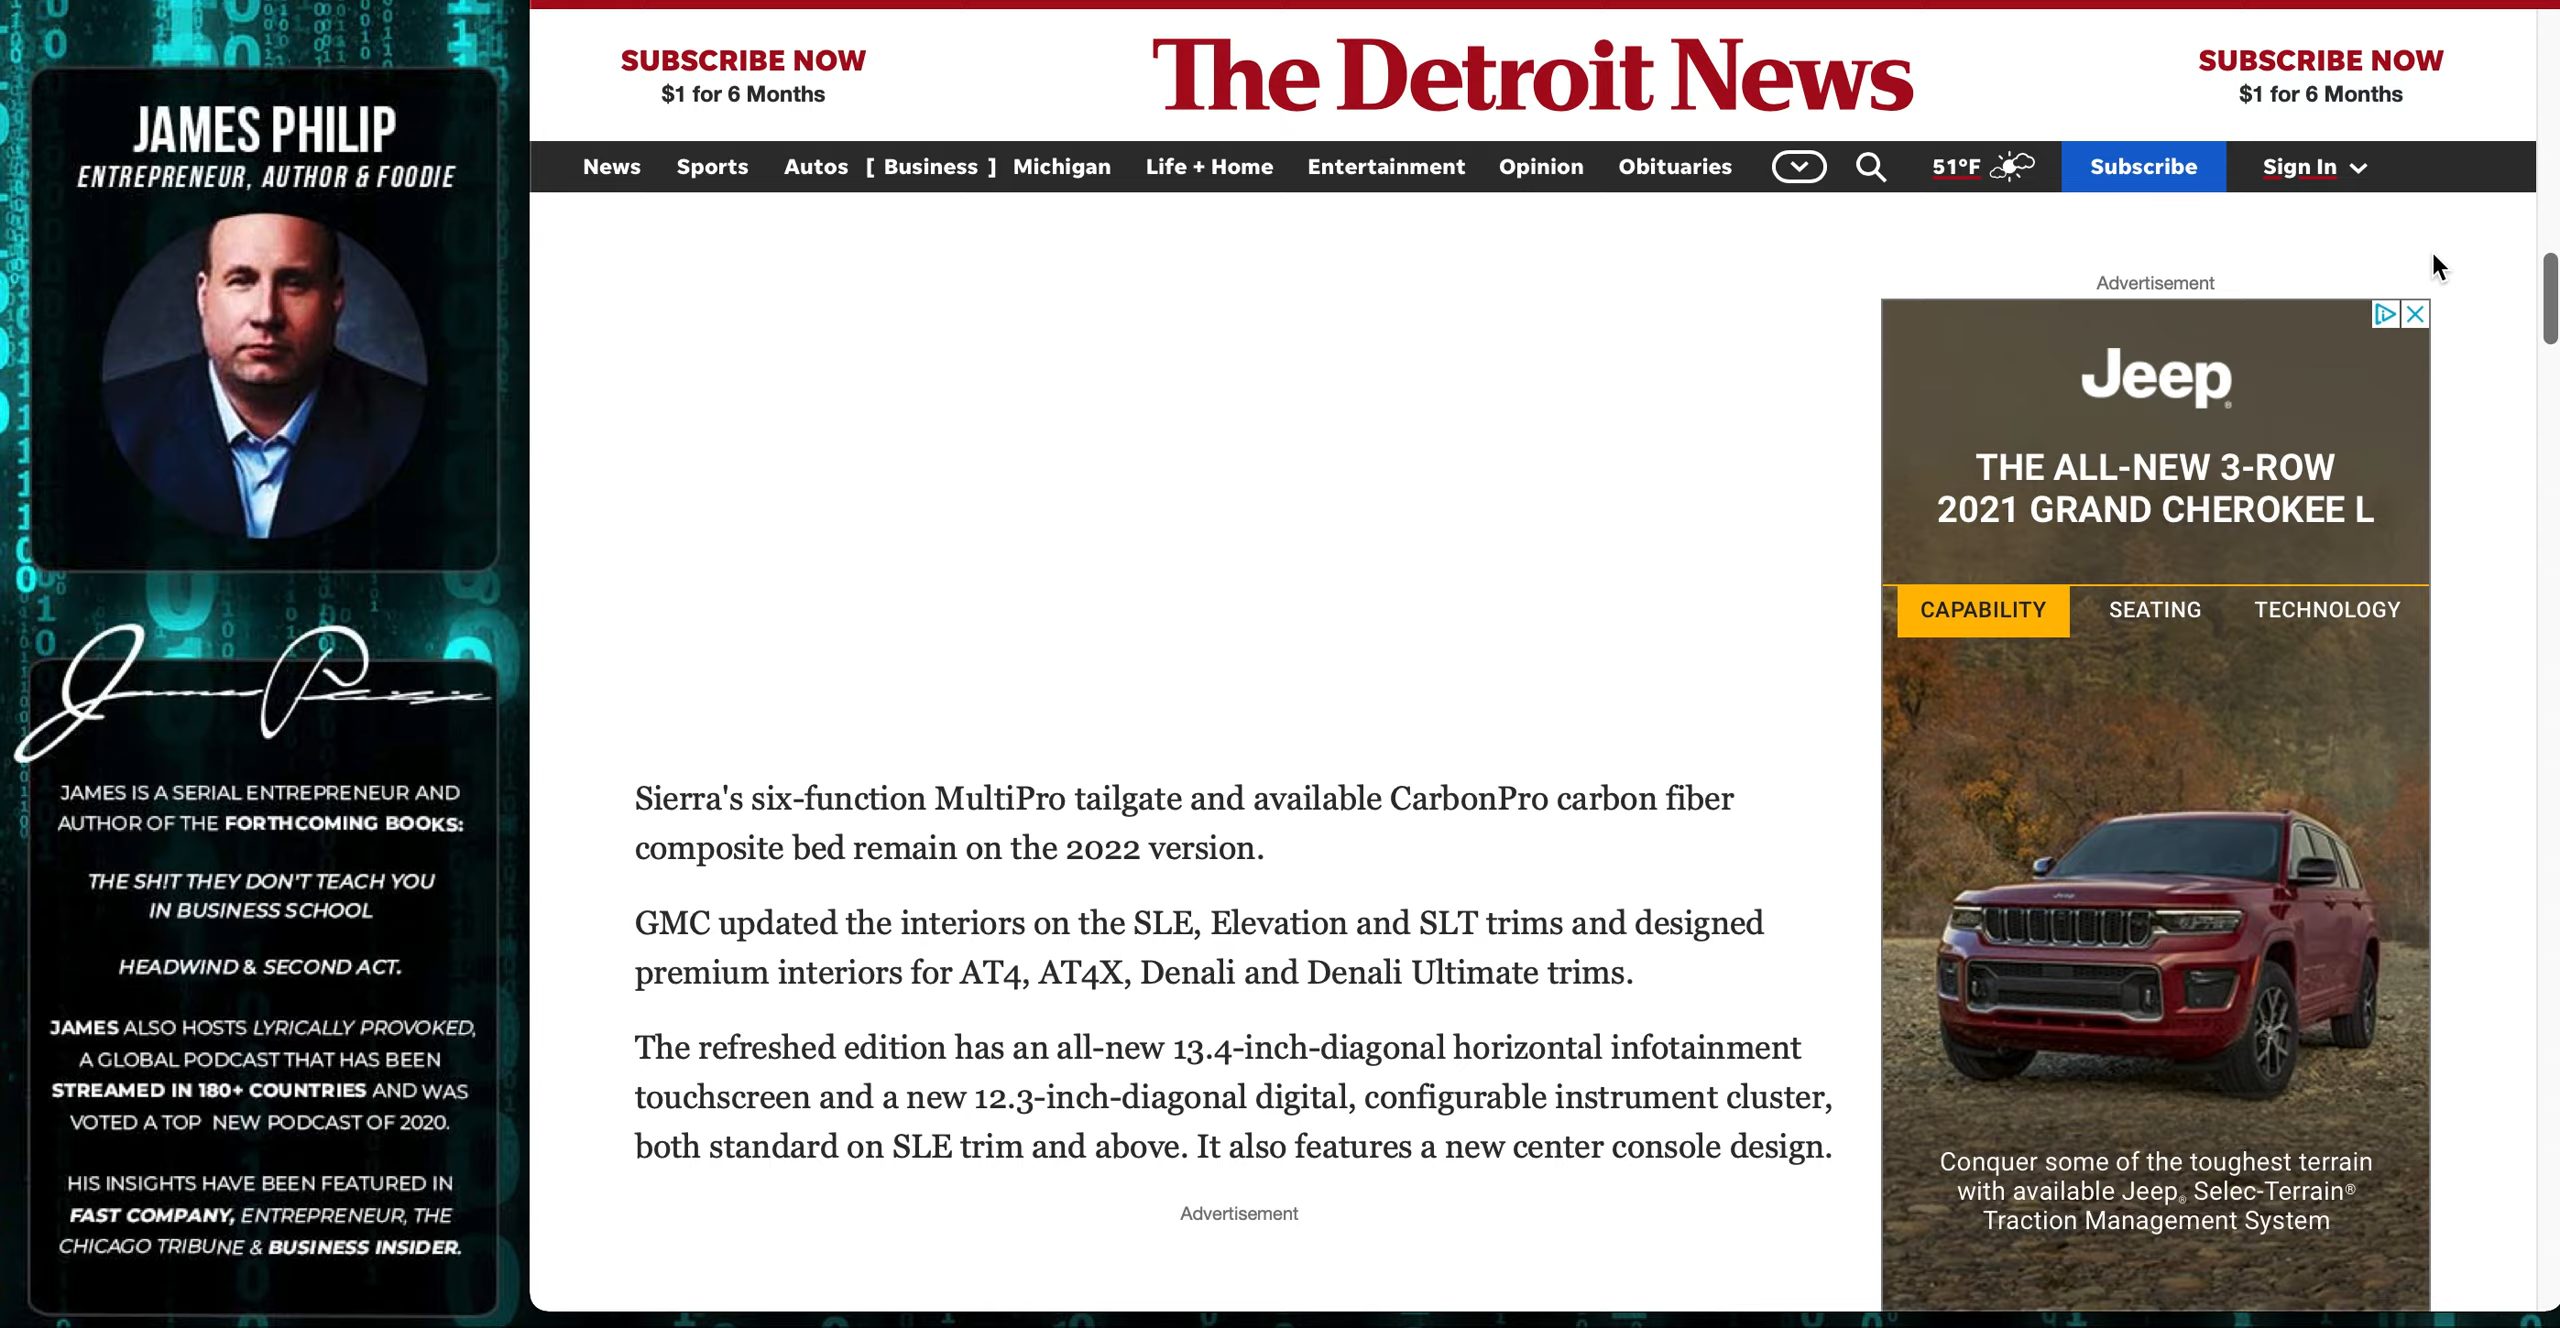 JAMES PHILIP
ENTREPRENEUR, AUTHOR & FOODIE
James
JAMES IS A SERIAL ENTREPRENEUR AND
AUTHOR OF THE FORTHCOMING BOOKS:
THE SH!T THEY DON'T TEACH YOU
IN BUSINESS SCHOOL
HEADWIND & SECOND ACT.
JAMES ALSO HOSTS LYRICALLY PROVOKED,
A GLOBAL PODCAST THAT HAS BEEN
STREAMED IN 180+ COUNTRIES AND WAS
VOTED A TOP NEW PODCAST OF 2020.
HIS INSIGHTS HAVE BEEN FEATURED IN
FAST COMPANY, ENTREPRENEUR, THE
CHICAGO TRIBUNE & BUSINESS INSIDER.
SUBSCRIBE NOW
$1 for 6 Months
The Detroit News
SUBSCRIBE NOW
$1 for 6 Months
News Sports Autos [ Business ] Michigan Life + Home Entertainment Opinion Obituaries 51°F Subscribe Sign In
Sierra's six-function MultiPro tailgate and available CarbonPro carbon fiber
composite bed remain on the 2022 version.
GMC updated the interiors on the SLE, Elevation and SLT trims and designed
premium interiors for AT4, AT4X, Denali and Denali Ultimate trims.
The refreshed edition has an all-new 13.4-inch-diagonal horizontal infotainment
touchscreen and a new 12.3-inch-diagonal digital, configurable instrument cluster,
both standard on SLE trim and above. It also features a new center console design.
Advertisement
Advertisement
Jeep®
THE ALL-NEW 3-ROW
2021 GRAND CHEROKEE L
CAPABILITY SEATING TECHNOLOGY
Conquer some of the toughest terrain
with available Jeep® Selec-Terrain®
Traction Management System